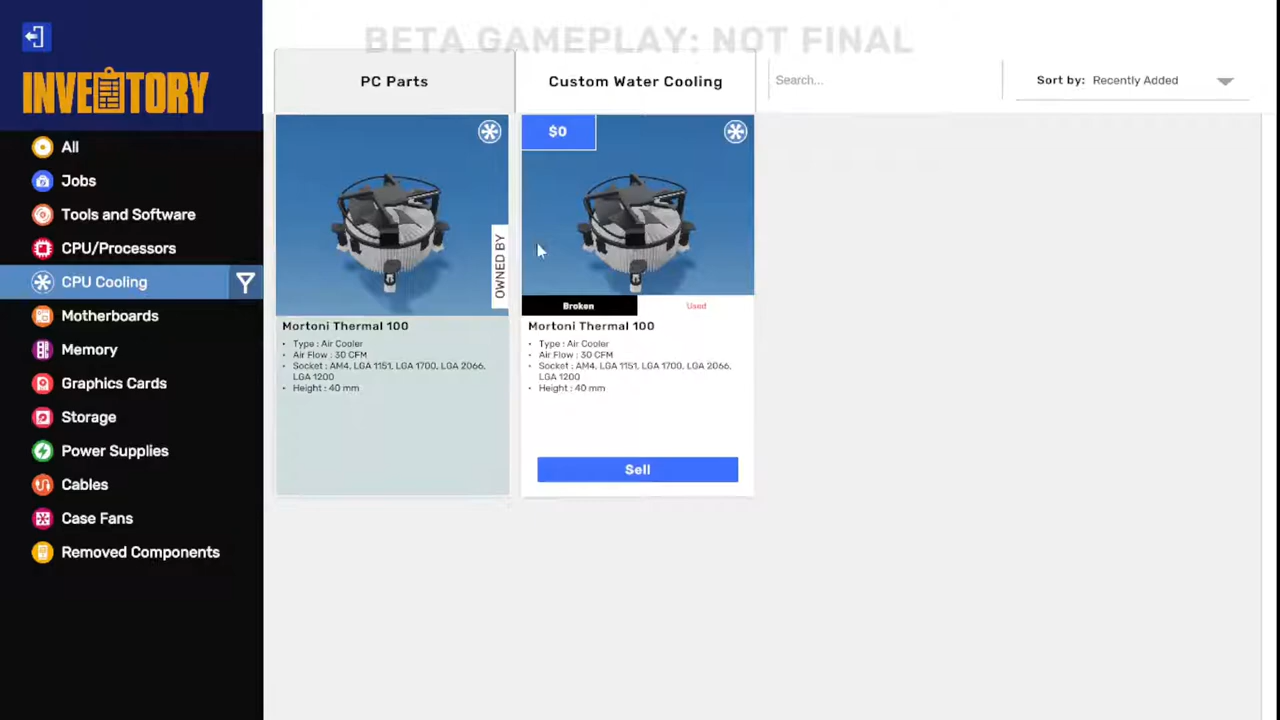 BETA GAMEPLAY: NOT FINAL
INVENTORY
All
Jobs
Tools and Software
CPU/Processors
CPU Cooling
Motherboards
Memory
Graphics Cards
Storage
Power Supplies
Cables
Case Fans
Removed Components
PC Parts
Custom Water Cooling
Search...
Sort by: Recently Added
OWNED BY
Mortoni Thermal 100
• Type : Air Cooler
• Air Flow : 30 CFM
• Socket : AM4, LGA 1151, LGA 1700, LGA 2066,
LGA 1200
• Height : 40 mm
$0
Broken
Used
Mortoni Thermal 100
• Type : Air Cooler
• Air Flow : 30 CFM
• Socket : AM4, LGA 1151, LGA 1700, LGA 2066,
LGA 1200
• Height : 40 mm
Sell